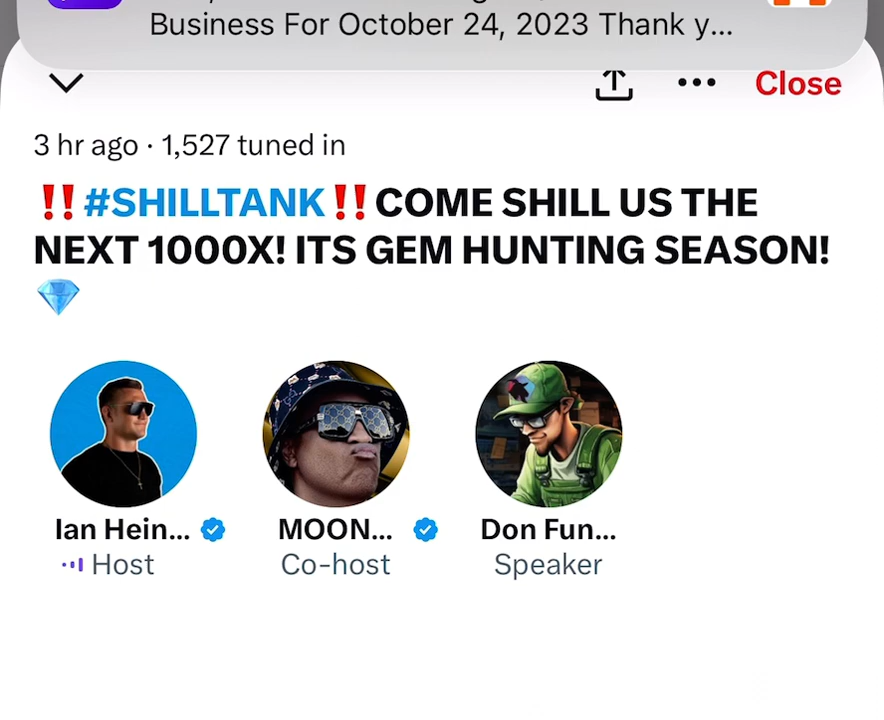 Business For October 24, 2023 Thank y...
Close
3 hr ago · 1,527 tuned in
‼️#SHILLTANK‼️COME SHILL US THE
NEXT 1000X! ITS GEM HUNTING SEASON!
💎
Ian Hein... MOON... Don Fun...
Host Co-host Speaker